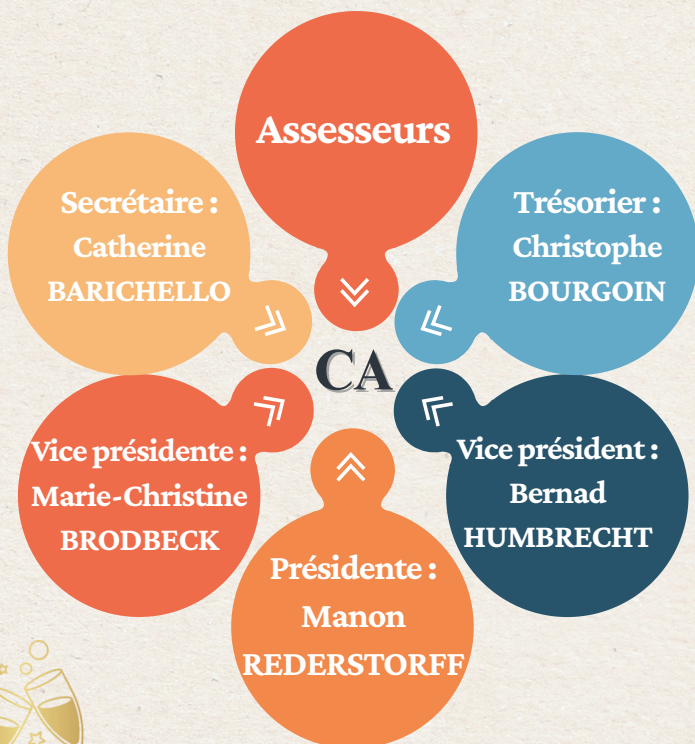 Assesseurs
Secrétaire :
Catherine
BARICHELLO
Trésorier :
Christophe
BOURGOIN
CA
Vice présidente :
Marie-Christine
BRODBECK
Vice président :
Bernad
HUMBRECHT
Présidente :
Manon
REDERSTORFF